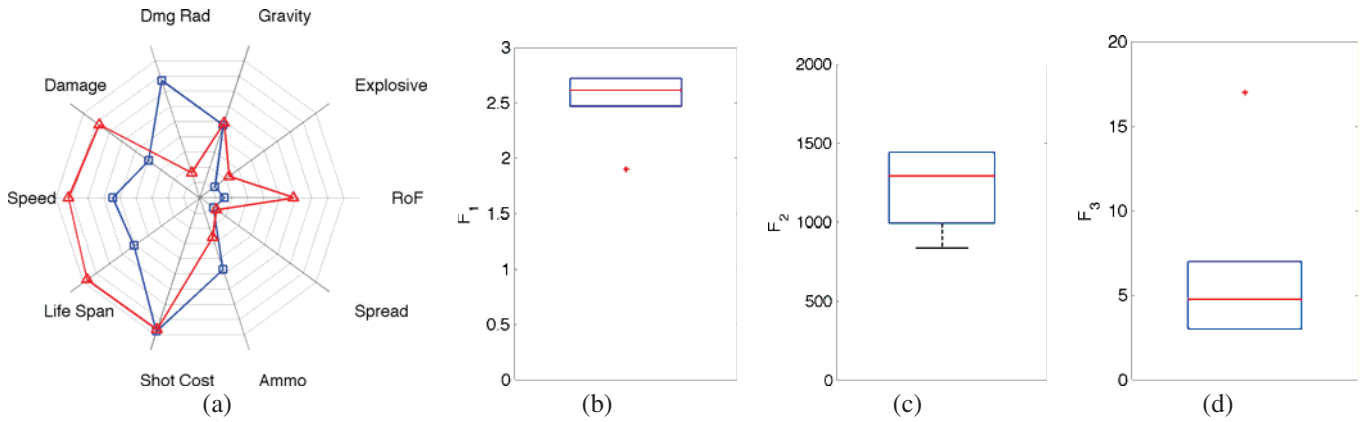 Dmg Rad
Gravity
Damage
Explosive
Speed
RoF
Life Span
Spread
Shot Cost
Ammo
(a)
3
2.5
2
1.5
1
0.5
0
F1
(b)
2000
1500
1000
500
0
F2
(c)
20
15
10
5
0
F3
(d)